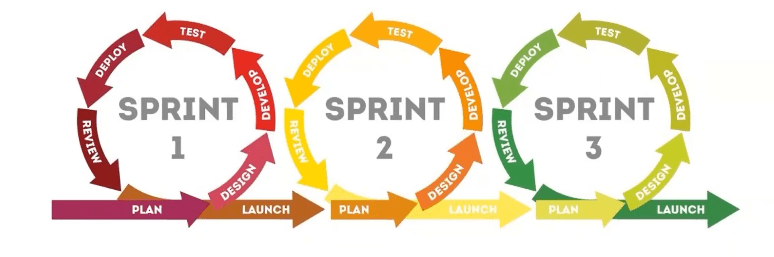 SPRINT
1
PLAN
DESIGN
DEVELOP
TEST
DEPLOY
REVIEW
LAUNCH
SPRINT
2
PLAN
DESIGN
DEVELOP
TEST
DEPLOY
REVIEW
LAUNCH
SPRINT
3
PLAN
DESIGN
DEVELOP
TEST
DEPLOY
REVIEW
LAUNCH